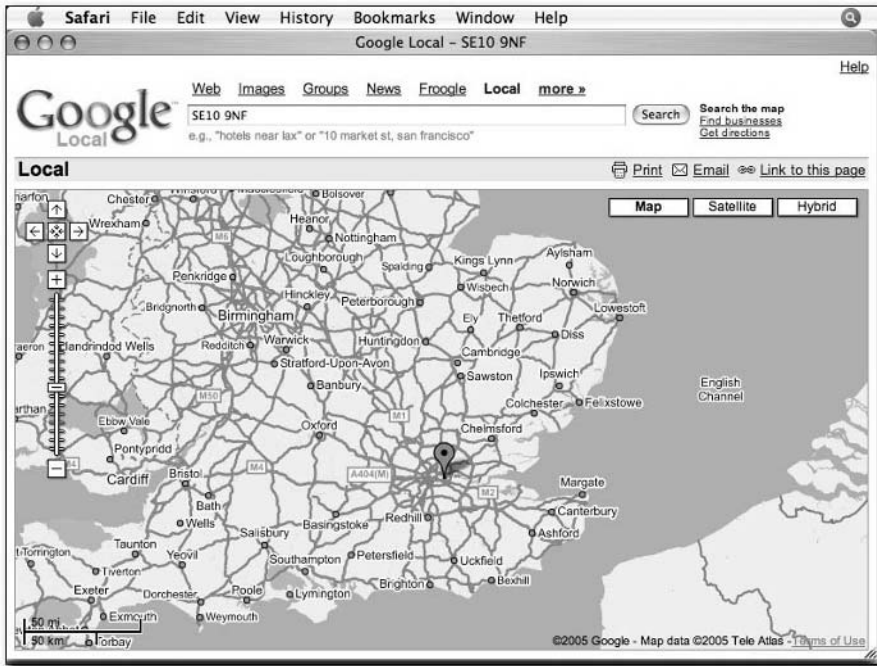 Safari File Edit View History Bookmarks Window Help
Google Local – SE10 9NF
Help
Google™
Local
Web Images Groups News Froogle Local more »
SE10 9NF
Search
e.g., "hotels near lax" or "10 market st, san francisco"
Search the map
Find businesses
Get directions
Local
Print Email Link to this page
Map Satellite Hybrid
Chester
Winsford
Bolsover
Wrexham
Heanor
M6
Nottingham
Loughborough
Spalding
Kings Lynn
Aylsham
Penkridge
Wisbech
Norwich
Bridgnorth
Hinckley
Peterborough
Lowestoft
Birmingham
Ely
Thetford
Diss
Redditch
Warwick
Huntingdon
Stratford-Upon-Avon
Cambridge
Sawston
Ipswich
English
Channel
Banbury
M50
M1
Colchester
Felixstowe
Ebbw Vale
Oxford
Chelmsford
Pontypridd
Cardiff
Bristol
M4
A404(M)
Margate
M2
Bath
Canterbury
Wells
Basingstoke
Redhill
Ashford
Taunton
Yeovil
Salisbury
Petersfield
Uckfield
Tiverton
Southampton
Exeter
Dorchester
Poole
Lymington
Brighton
Bexhill
Exmouth
Weymouth
50 mi
50 km
Torbay
©2005 Google - Map data ©2005 Tele Atlas - Terms of Use